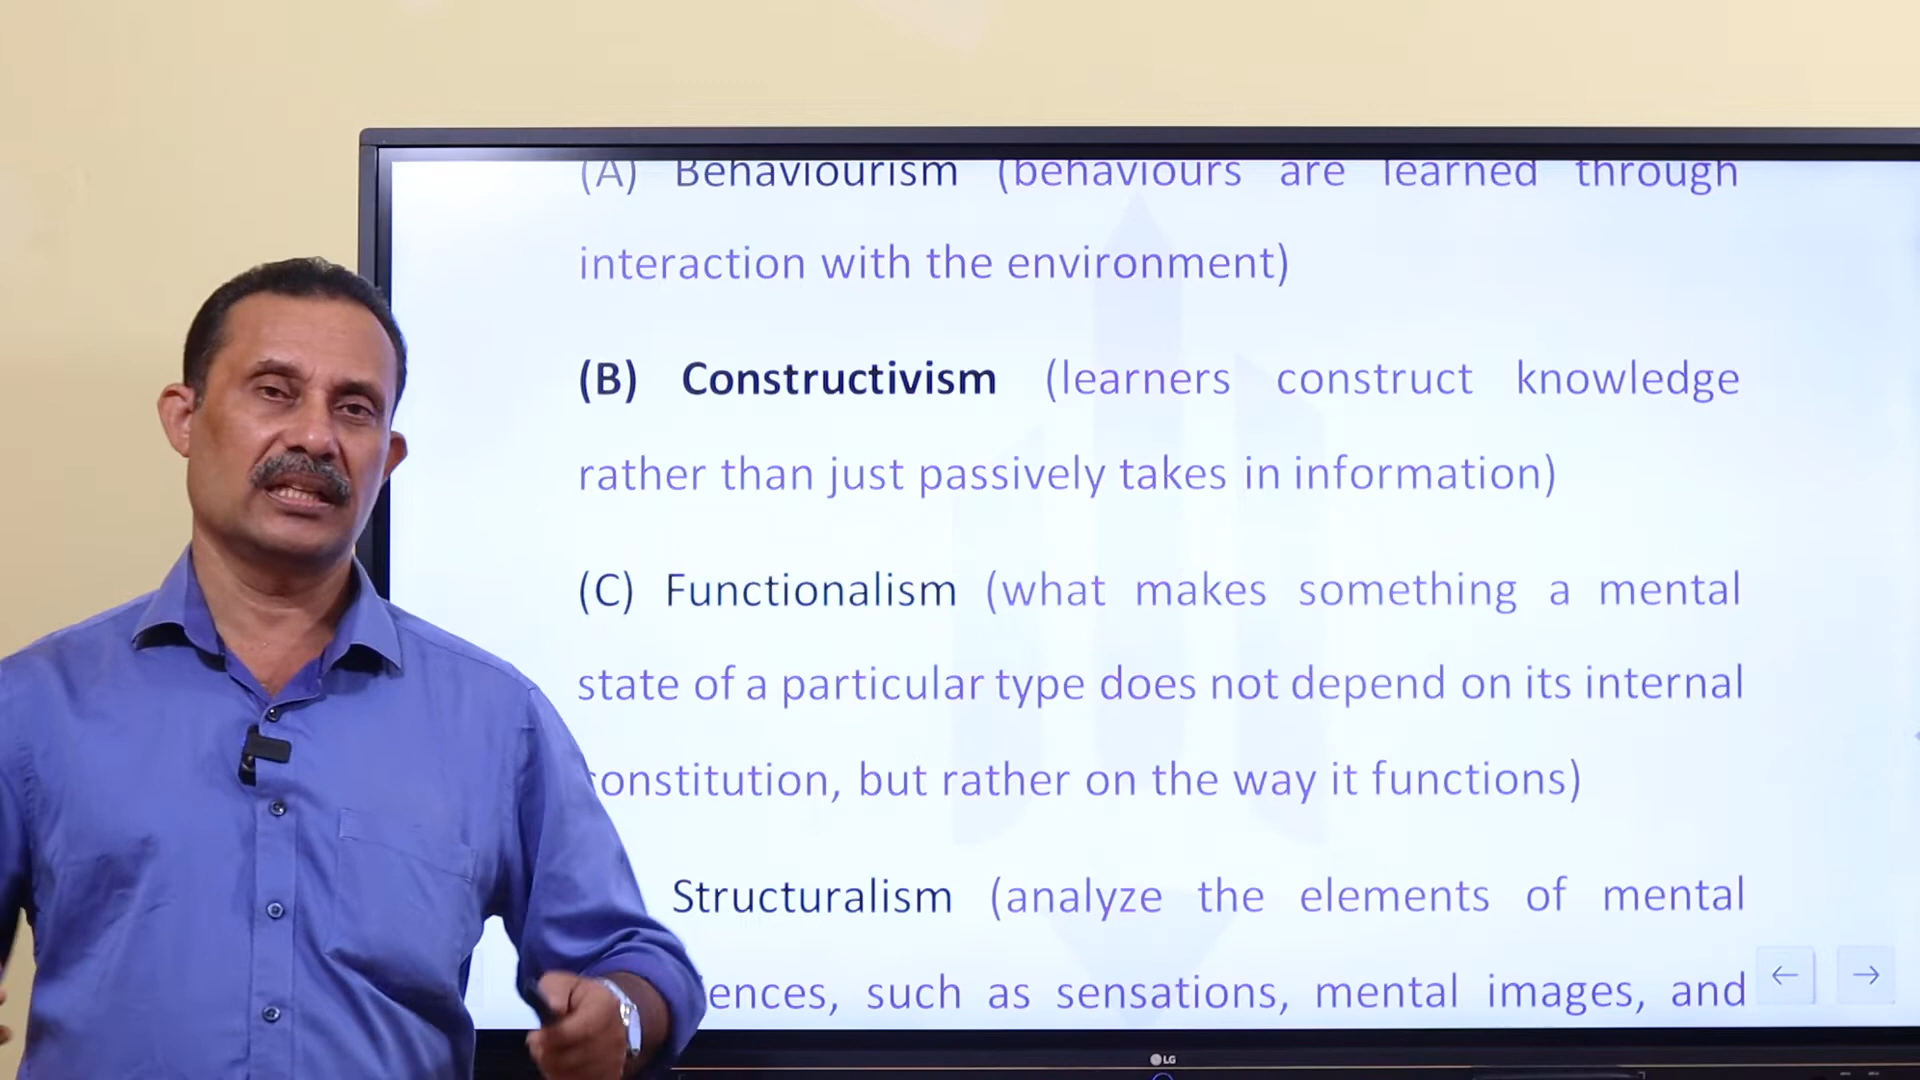 (A) Behaviourism (behaviours are learned through
interaction with the environment)
(B) Constructivism (learners construct knowledge
rather than just passively takes in information)
(C) Functionalism (what makes something a mental
state of a particular type does not depend on its internal
onstitution, but rather on the way it functions)
Structuralism (analyze the elements of mental
ences, such as sensations, mental images, and
LG